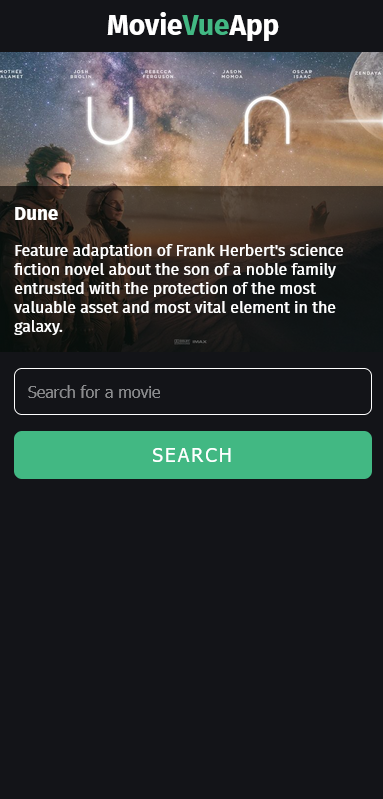 MovieVueApp
JOSH
BROLIN
REBECCA
FERGUSON
JASON
MOMOA
OSCAR
ISAAC
ZENDAYA
U n
Dune
Feature adaptation of Frank Herbert's science
fiction novel about the son of a noble family
entrusted with the protection of the most
valuable asset and most vital element in the
galaxy.
Search for a movie
SEARCH